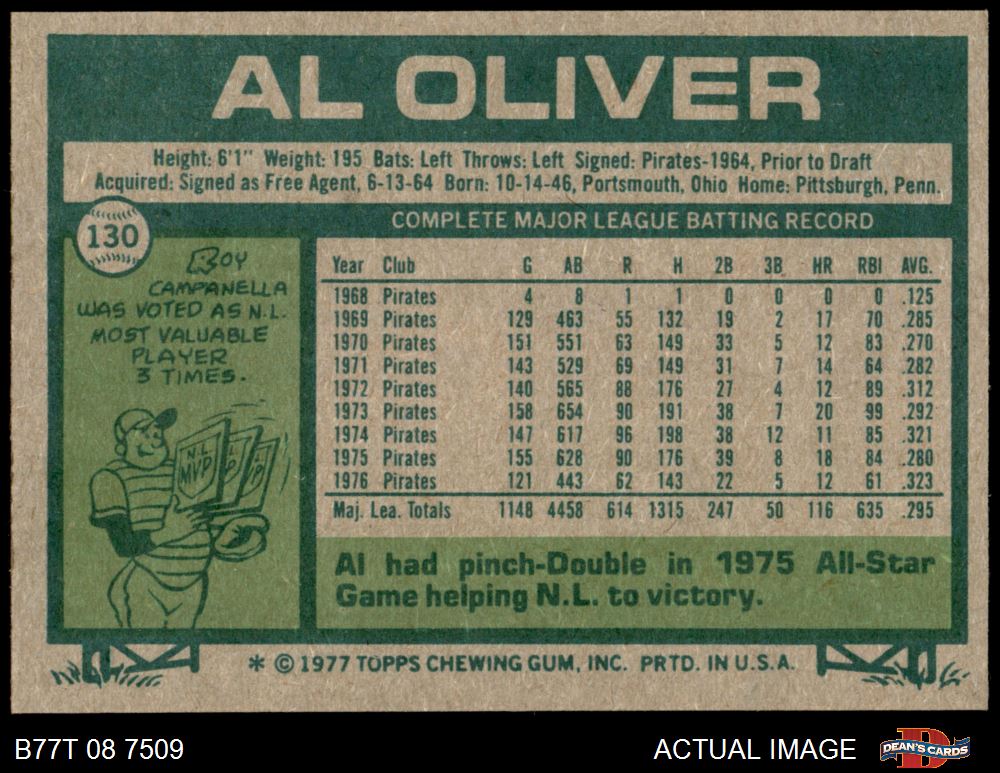 AL OLIVER
Height: 6'1" Weight: 195 Bats: Left Throws: Left Signed: Pirates-1964, Prior to Draft
Acquired: Signed as Free Agent, 6-13-64 Born: 10-14-46, Portsmouth, Ohio Home: Pittsburgh, Penn.
COMPLETE MAJOR LEAGUE BATTING RECORD
130
ROY
CAMPANELLA
WAS VOTED AS N.L.
MOST VALUABLE
PLAYER
3 TIMES.
N.L. MVP
Year Club G AB R H 2B 3B HR RBI AVG.
1968 Pirates 4 8 1 1 0 0 0 0 .125
1969 Pirates 129 463 55 132 19 2 17 70 .285
1970 Pirates 151 551 63 149 33 5 12 83 .270
1971 Pirates 143 529 69 149 31 7 14 64 .282
1972 Pirates 140 565 88 176 27 4 12 89 .312
1973 Pirates 158 654 90 191 38 7 20 99 .292
1974 Pirates 147 617 96 198 38 12 11 85 .321
1975 Pirates 155 628 90 176 39 8 18 84 .280
1976 Pirates 121 443 62 143 22 5 12 61 .323
Maj. Lea. Totals 1148 4458 614 1315 247 50 116 635 .295
Al had pinch-Double in 1975 All-Star
Game helping N.L. to victory.
* © 1977 TOPPS CHEWING GUM, INC. PRTD. IN U.S.A.
B77T 08 7509
ACTUAL IMAGE
DEAN'S CARDS